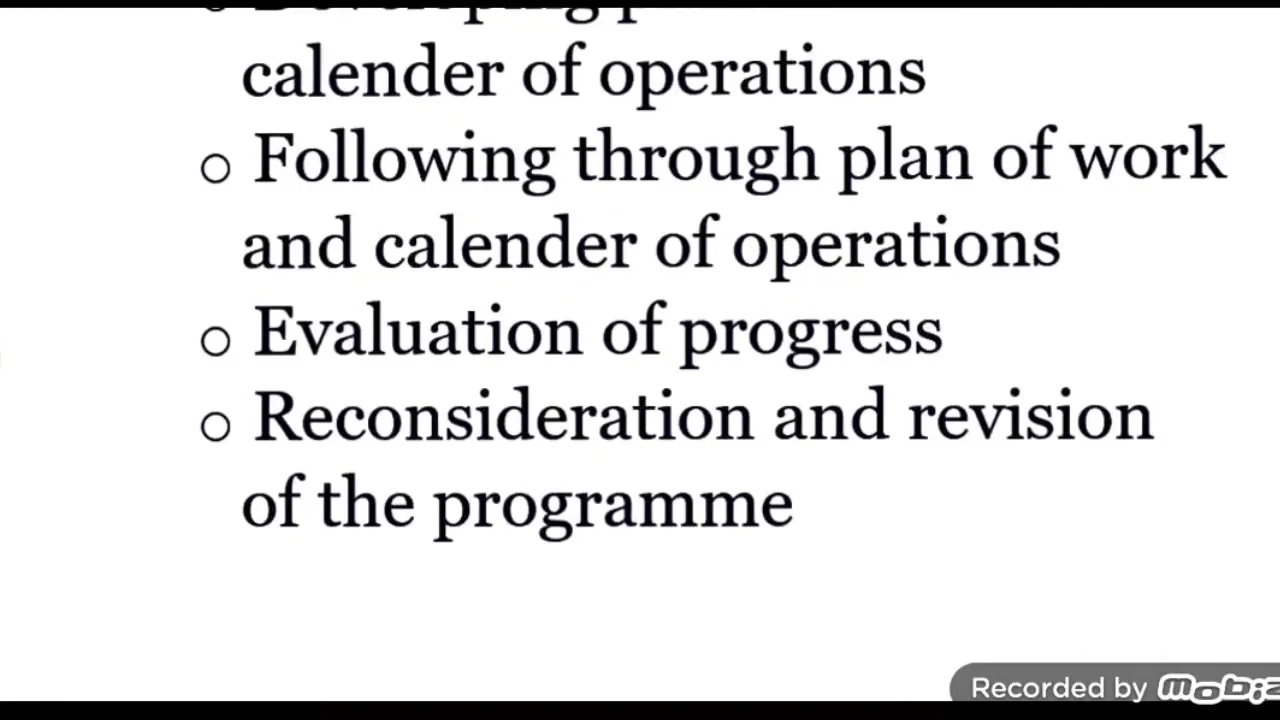 calender of operations
○ Following through plan of work
and calender of operations
○ Evaluation of progress
○ Reconsideration and revision
of the programme
Recorded by